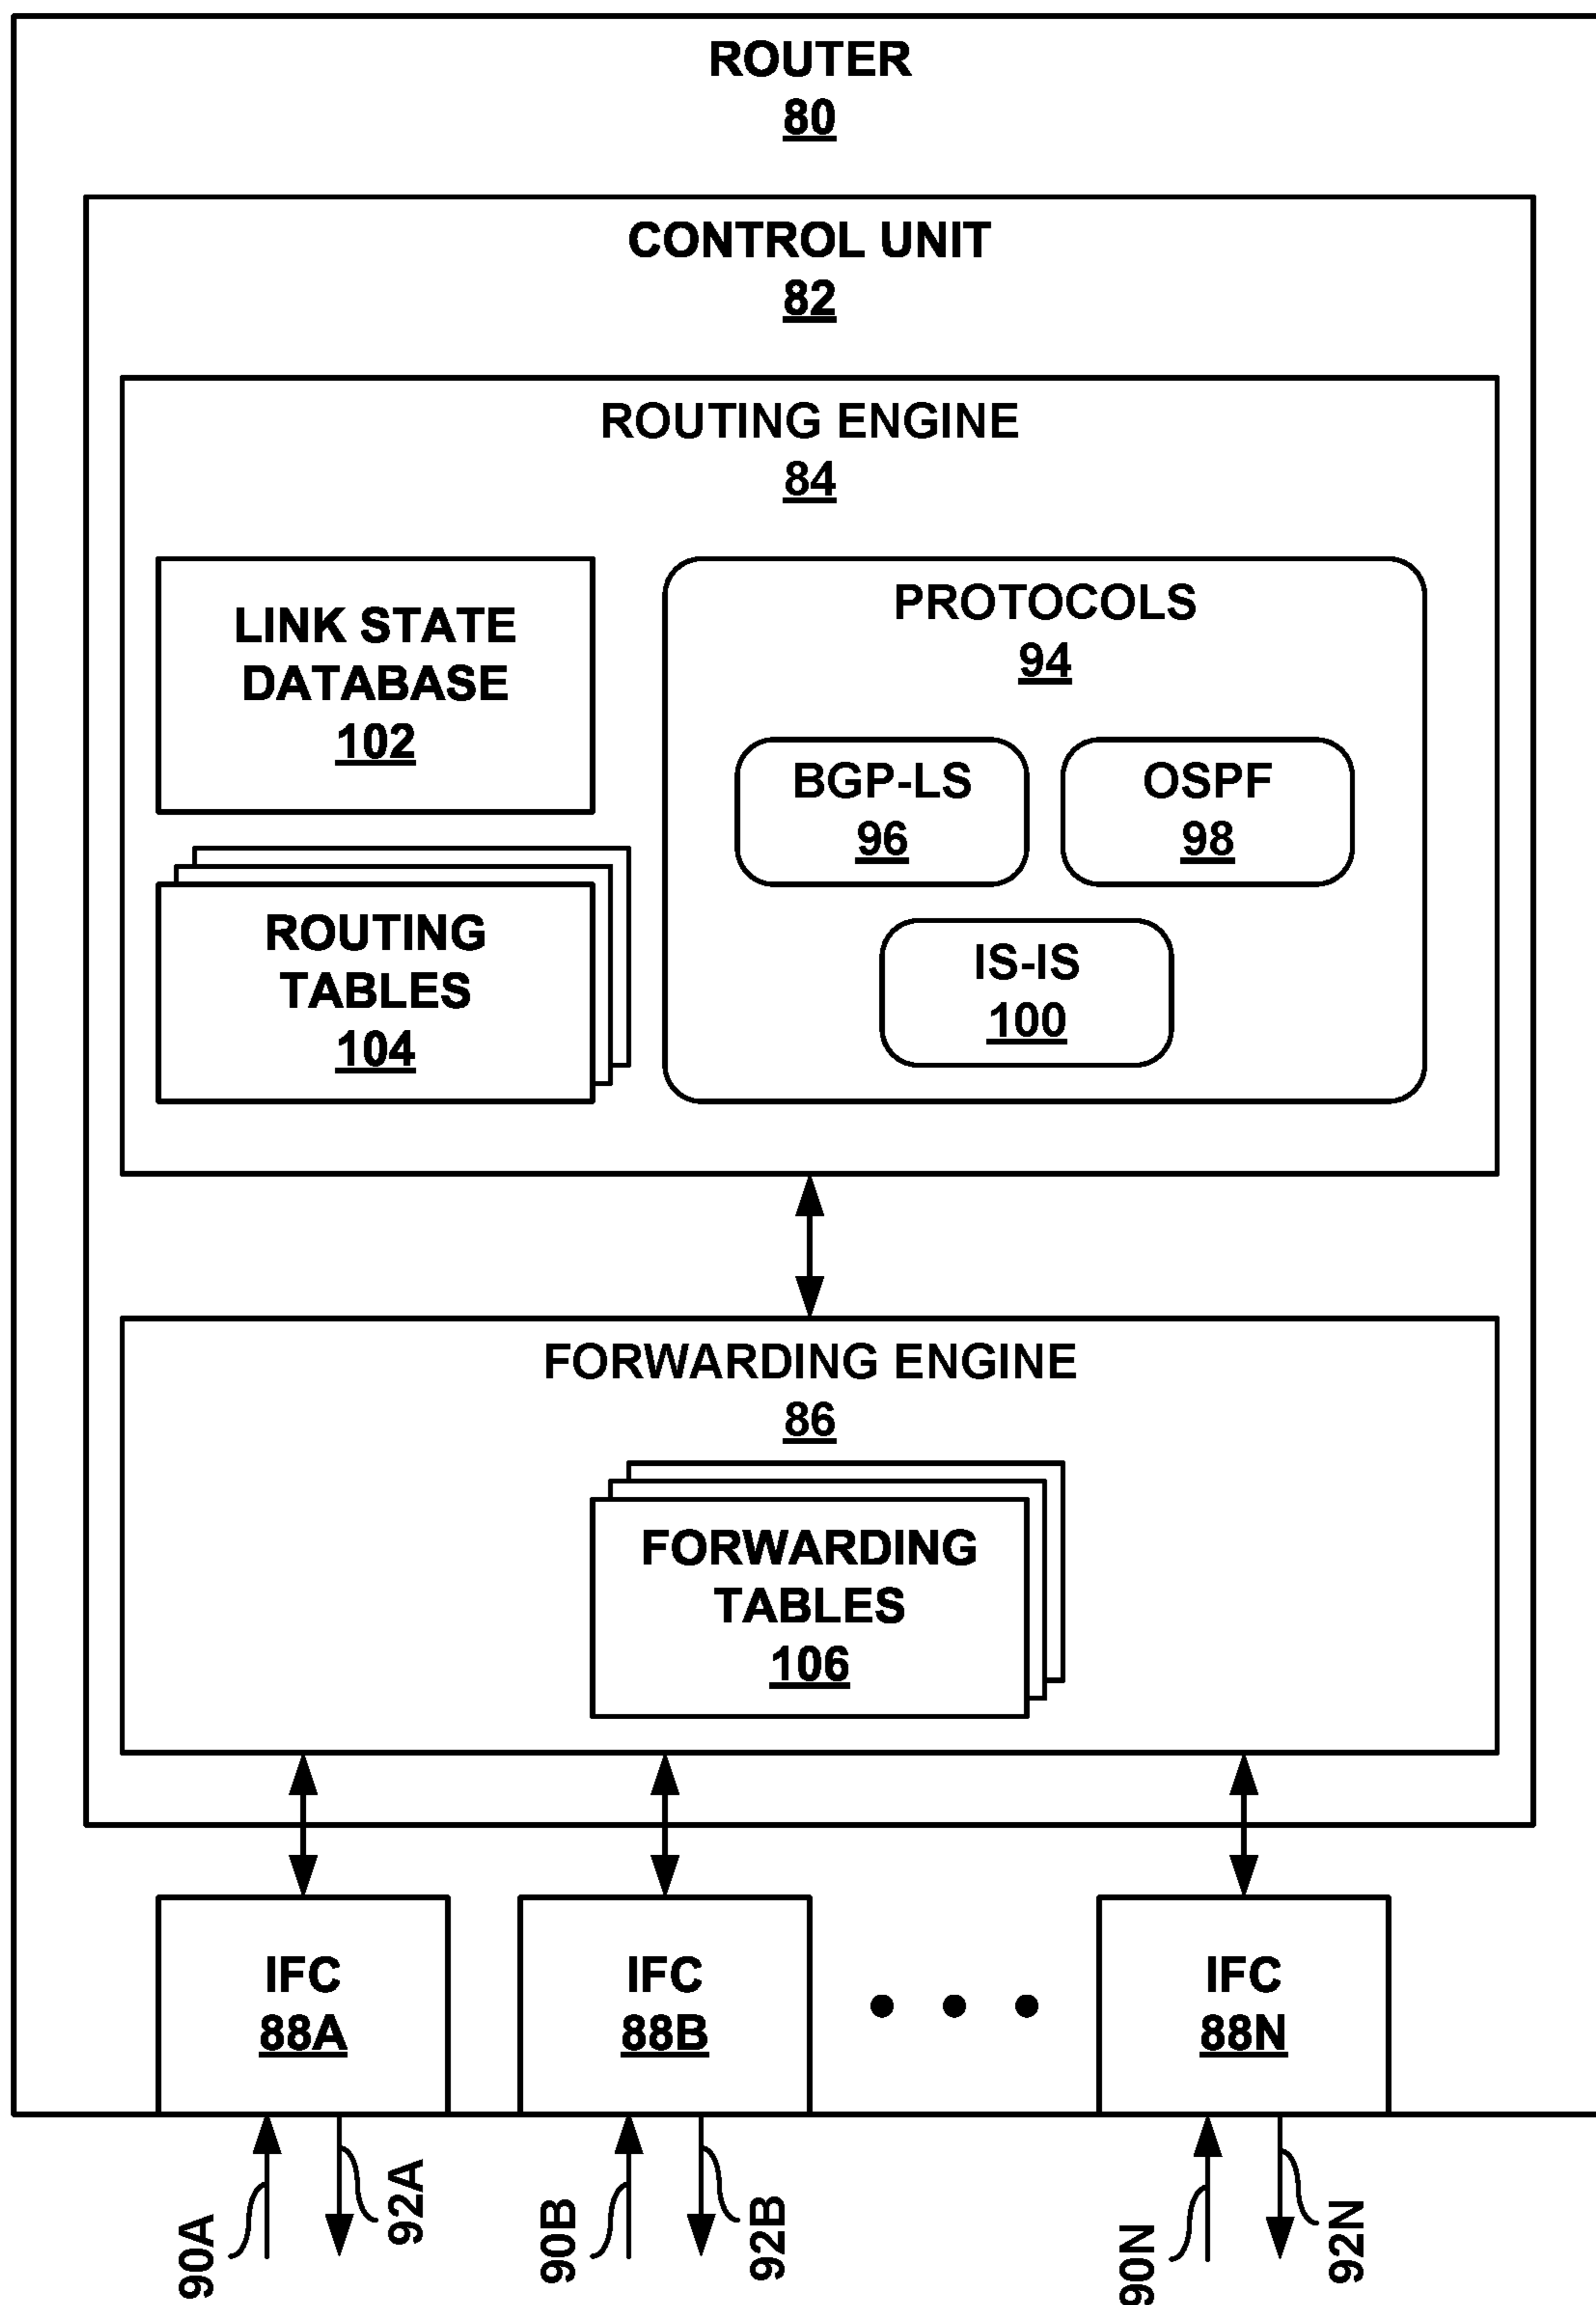 ROUTER
80
CONTROL UNIT
82
ROUTING ENGINE
84
LINK STATE
DATABASE
102
PROTOCOLS
94
BGP-LS
96
OSPF
98
IS-IS
100
ROUTING
TABLES
104
FORWARDING ENGINE
86
FORWARDING
TABLES
106
IFC
88A
IFC
88B
IFC
88N
90A
92A
90B
92B
90N
92N